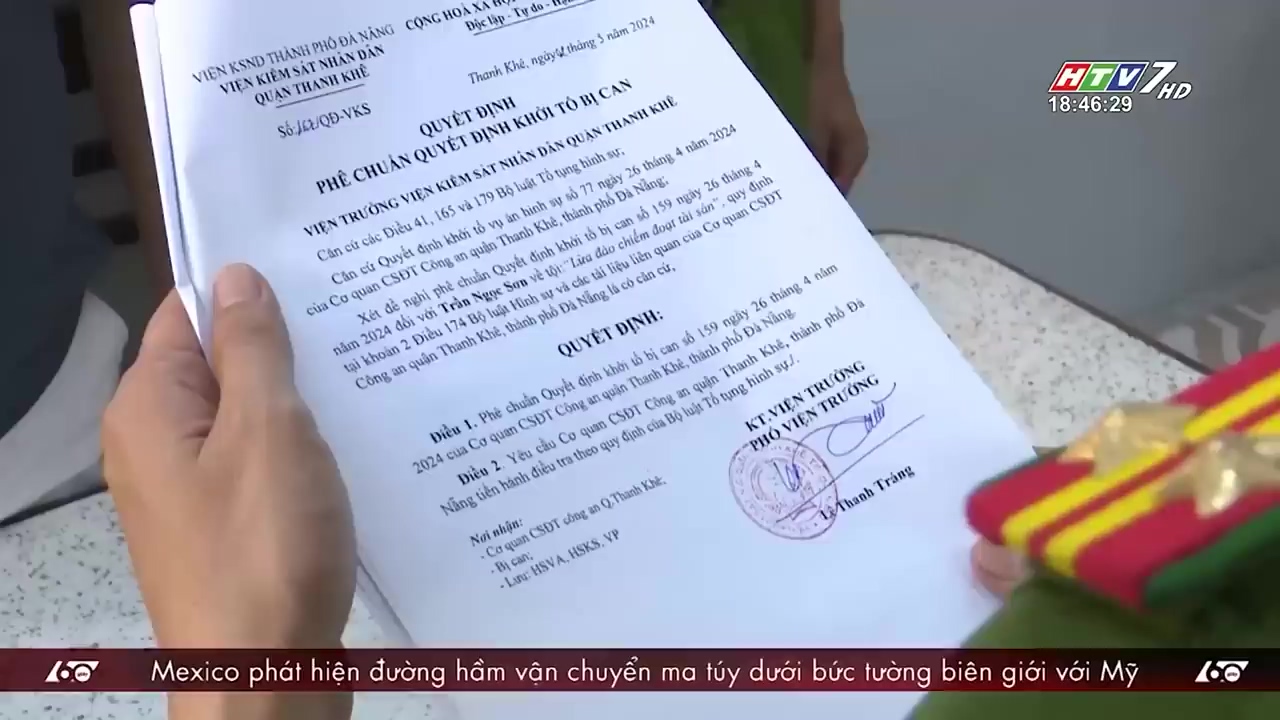 VIỆN KSND THÀNH PHỐ ĐÀ NẴNG
VIỆN KIỂM SÁT NHÂN DÂN
QUẬN THANH KHÊ
Số: /QĐ-VKS
CỘNG HOÀ XÃ HỘI
Độc lập - Tự do -
Thanh Khê, ngày tháng 5 năm 2024
QUYẾT ĐỊNH
PHÊ CHUẨN QUYẾT ĐỊNH KHỞI TỐ BỊ CAN
VIỆN TRƯỞNG VIỆN KIỂM SÁT NHÂN DÂN QUẬN THANH KHÊ
Căn cứ các Điều 41, 165 và 179 Bộ luật Tố tụng hình sự;
Căn cứ Quyết định khởi tố vụ án hình sự số 77 ngày 26 tháng 4 năm 2024
của Cơ quan CSĐT Công an quận Thanh Khê, thành phố Đà Nẵng;
Xét đề nghị phê chuẩn Quyết định khởi tố bị can số 159 ngày 26 tháng 4
năm 2024 đối với Trần Ngọc Sơn về tội: "Lừa đảo chiếm đoạt tài sản", quy định
tại khoản 2 Điều 174 Bộ luật Hình sự và các tài liệu liên quan của Cơ quan CSĐT
Công an quận Thanh Khê, thành phố Đà Nẵng là có căn cứ,
QUYẾT ĐỊNH:
Điều 1. Phê chuẩn Quyết định khởi tố bị can số 159 ngày 26 tháng 4 năm
2024 của Cơ quan CSĐT Công an quận Thanh Khê, thành phố Đà Nẵng.
Điều 2. Yêu cầu Cơ quan CSĐT Công an quận Thanh Khê, thành phố Đà
Nẵng tiến hành điều tra theo quy định của Bộ luật Tố tụng hình sự./.
Nơi nhận:
- Cơ quan CSĐT công an Q.Thanh Khê;
- Bị can;
- Lưu: HSVA, HSKS, VP
KT.VIỆN TRƯỞNG
PHÓ VIỆN TRƯỞNG
Lê Thanh Tráng
HTV7 HD
18:46:29
Mexico phát hiện đường hầm vận chuyển ma túy dưới bức tường biên giới với Mỹ